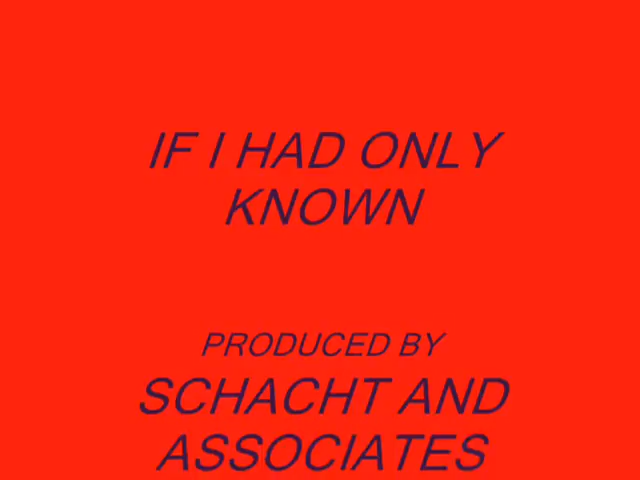 IF I HAD ONLY
KNOWN
PRODUCED BY
SCHACHT AND
ASSOCIATES